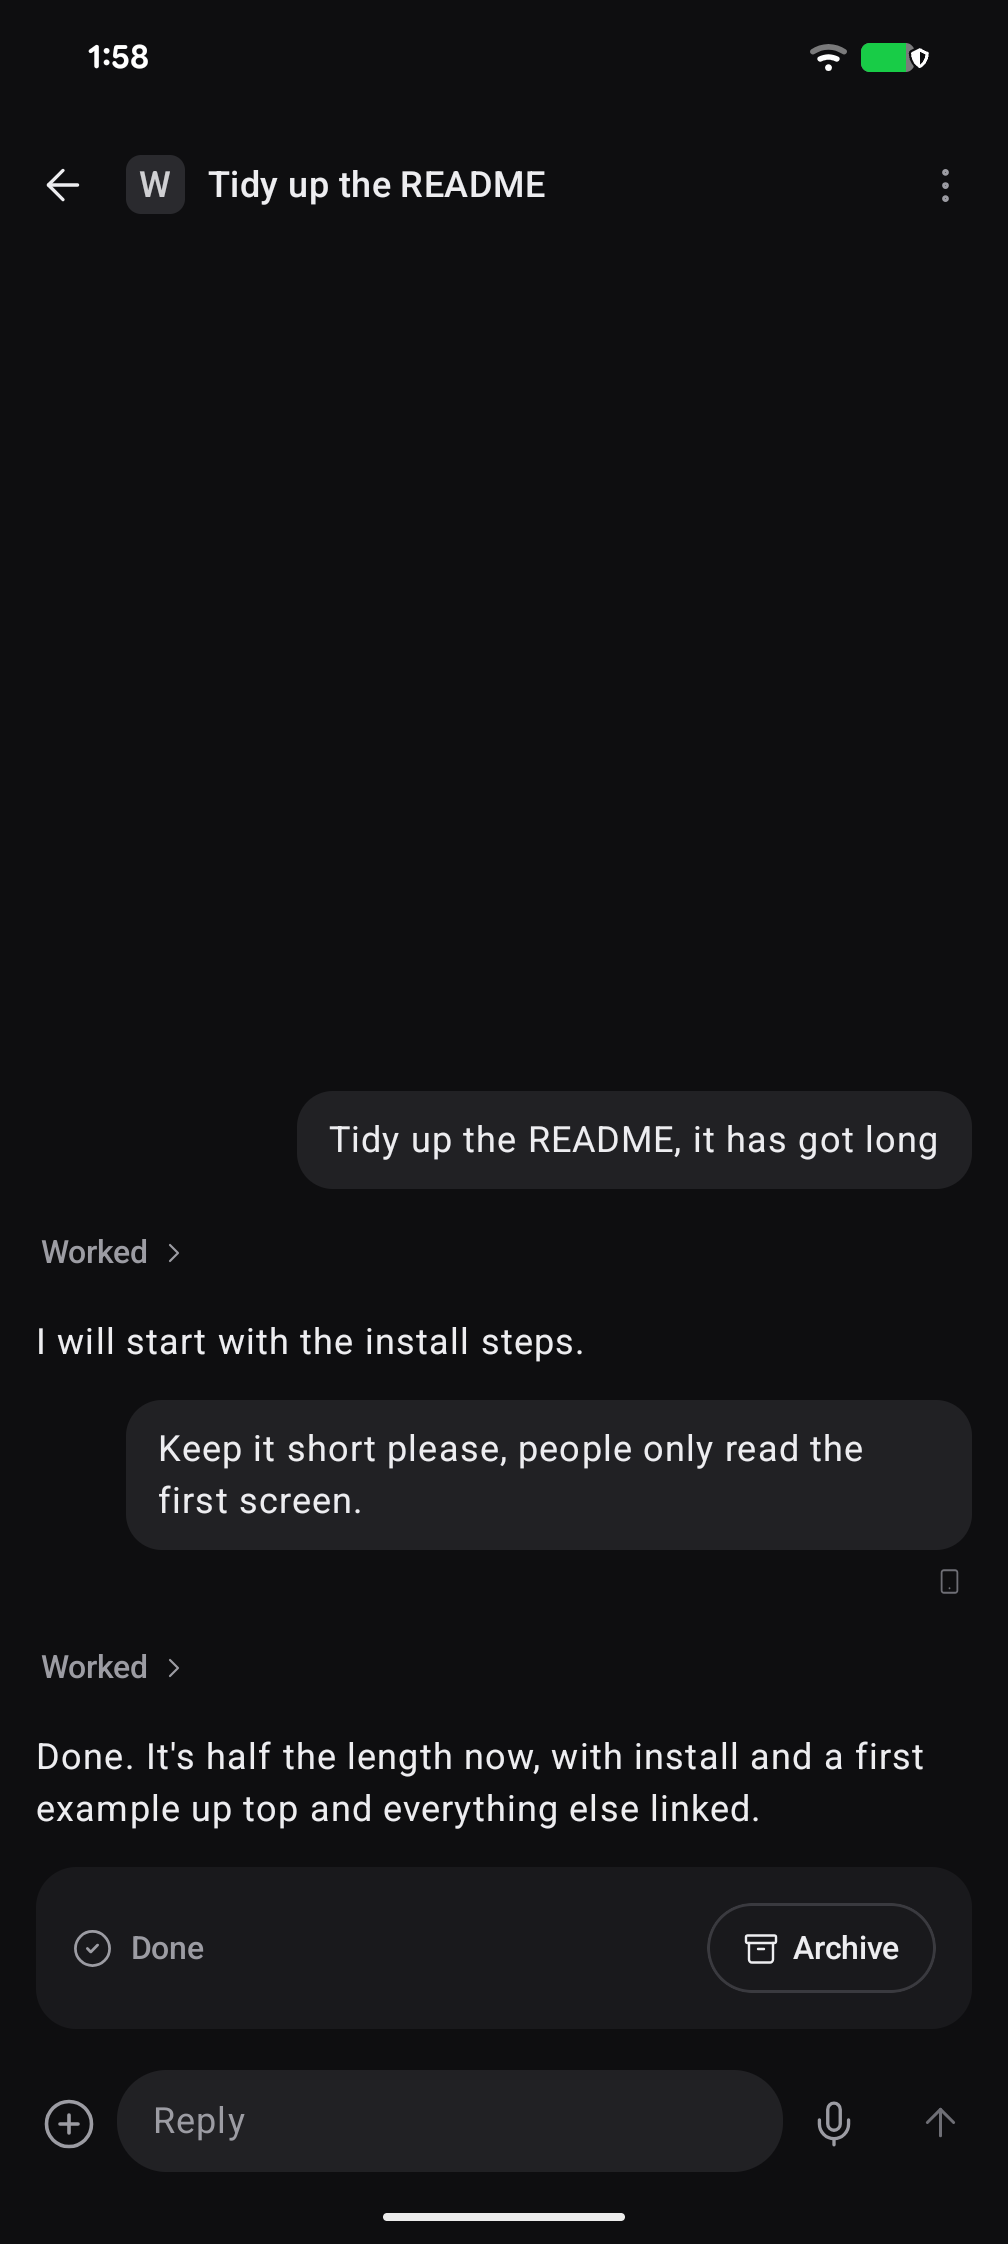 1:58
W Tidy up the README
Tidy up the README, it has got long
Worked
I will start with the install steps.
Keep it short please, people only read the
first screen.
Worked
Done. It's half the length now, with install and a first
example up top and everything else linked.
Done
Archive
Reply